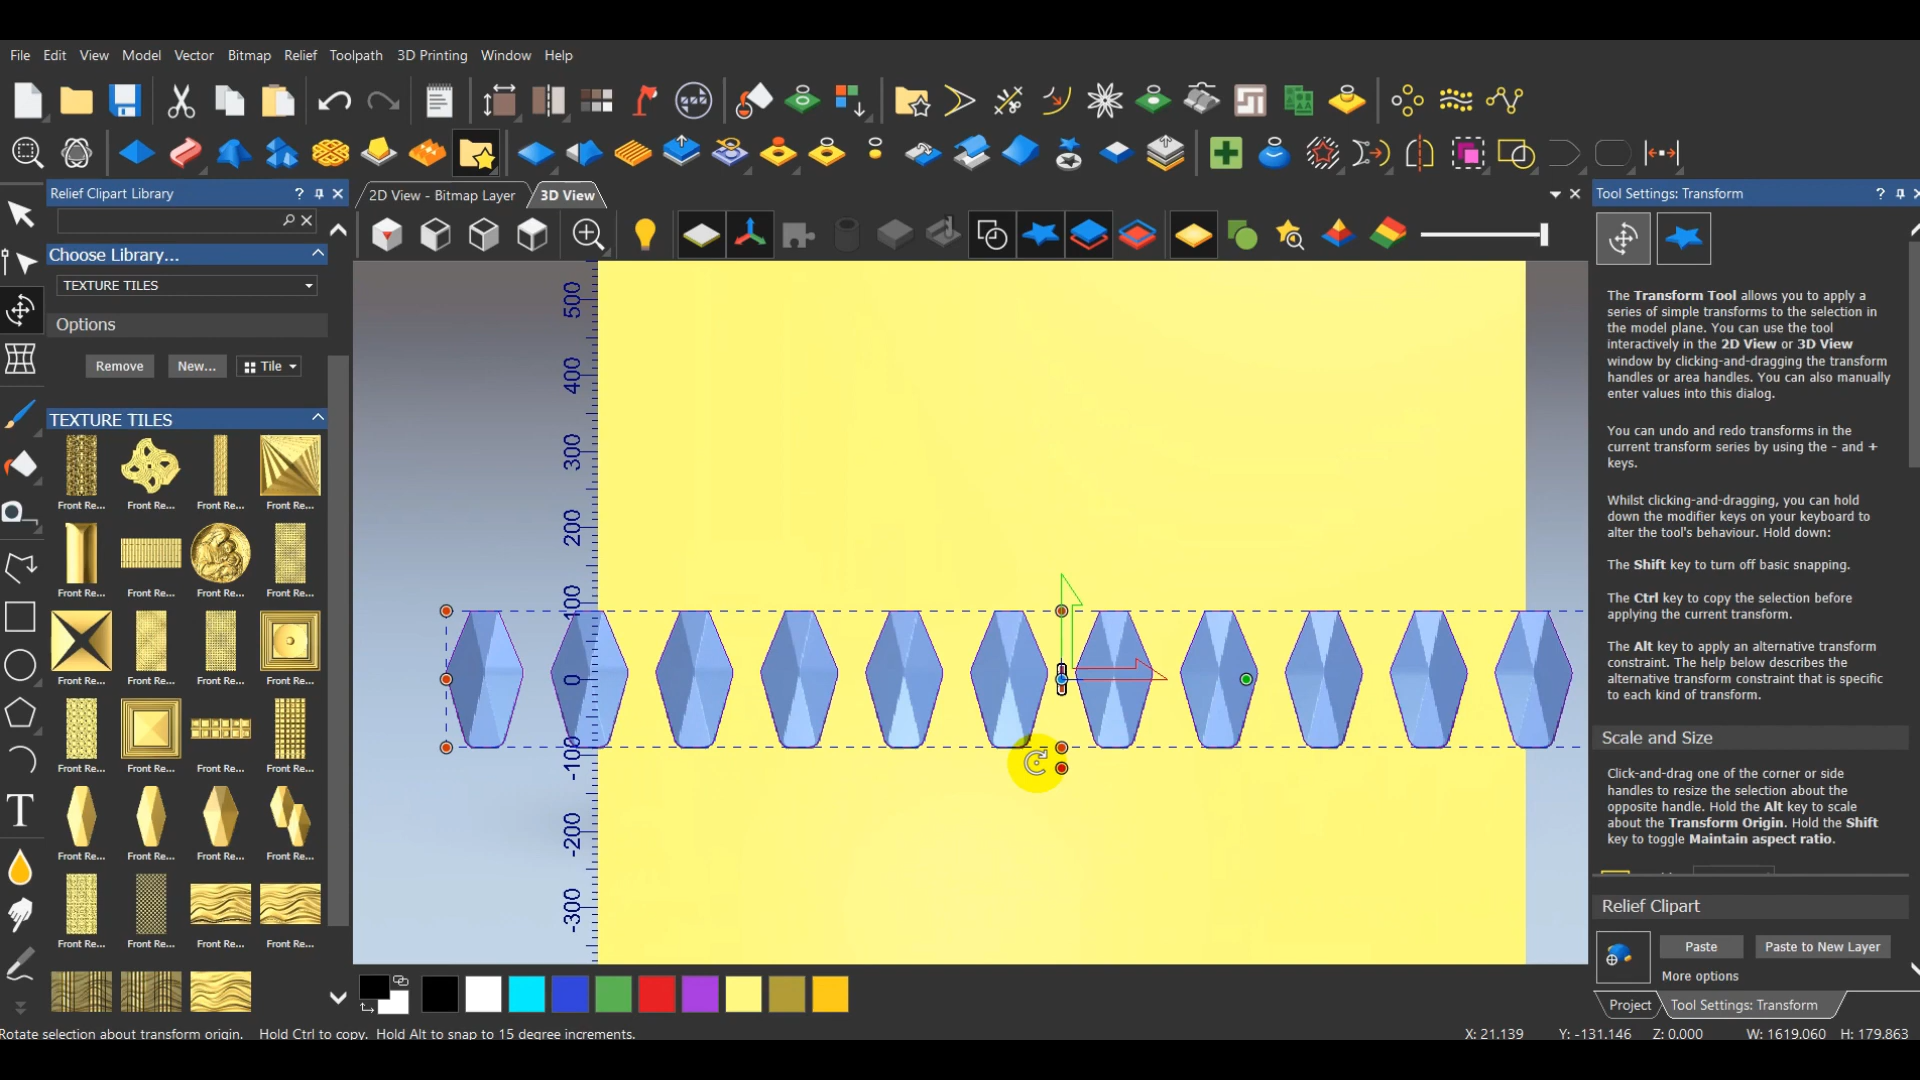 File Edit View Model Vector Bitmap Relief Toolpath 3D Printing Window Help
Relief Clipart Library ?
2D View - Bitmap Layer 3D View
Tool Settings: Transform ?
Choose Library...
TEXTURE TILES
Options
Remove New... Tile
TEXTURE TILES
Front Re... Front Re... Front Re... Front Re...
Front Re... Front Re... Front Re... Front Re...
Front Re... Front Re... Front Re... Front Re...
Front Re... Front Re... Front Re... Front Re...
Front Re... Front Re... Front Re... Front Re...
Front Re... Front Re... Front Re... Front Re...
T
500
400
300
200
100
0
-100
-200
-300
The Transform Tool allows you to apply a
series of simple transforms to the selection in
the model plane. You can use the tool
interactively in the 2D View or 3D View
window by clicking-and-dragging the transform
handles or area handles. You can also manually
enter values into this dialog.
You can undo and redo transforms in the
current transform series by using the - and +
keys.
Whilst clicking-and-dragging, you can hold
down the modifier keys on your keyboard to
alter the tool's behaviour. Hold down:
The Shift key to turn off basic snapping.
The Ctrl key to copy the selection before
applying the current transform.
The Alt key to apply an alternative transform
constraint. The help below describes the
alternative transform constraint that is specific
to each kind of transform.
Scale and Size
Click-and-drag one of the corner or side
handles to resize the selection about the
opposite handle. Hold the Alt key to scale
about the Transform Origin. Hold the Shift
key to toggle Maintain aspect ratio.
Relief Clipart
Paste Paste to New Layer
More options
Project Tool Settings: Transform
Rotate selection about transform origin. Hold Ctrl to copy. Hold Alt to snap to 15 degree increments.
X: 21.139 Y: -131.146 Z: 0.000 W: 1619.060 H: 179.863